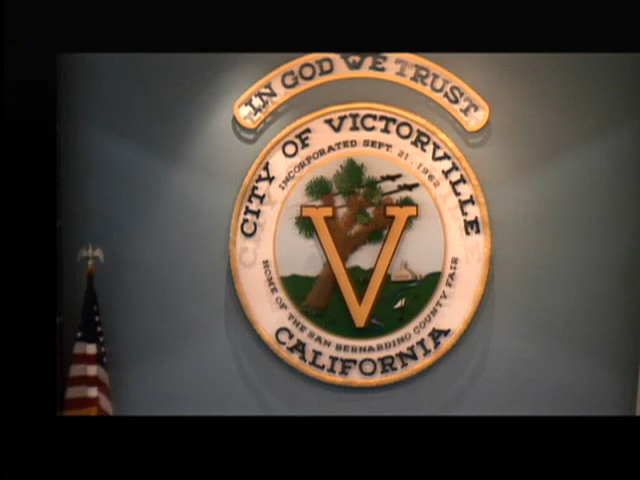 IN GOD WE TRUST
CITY OF VICTORVILLE
INCORPORATED SEPT. 21, 1962
V
HOME OF THE SAN BERNARDINO COUNTY FAIR
CALIFORNIA